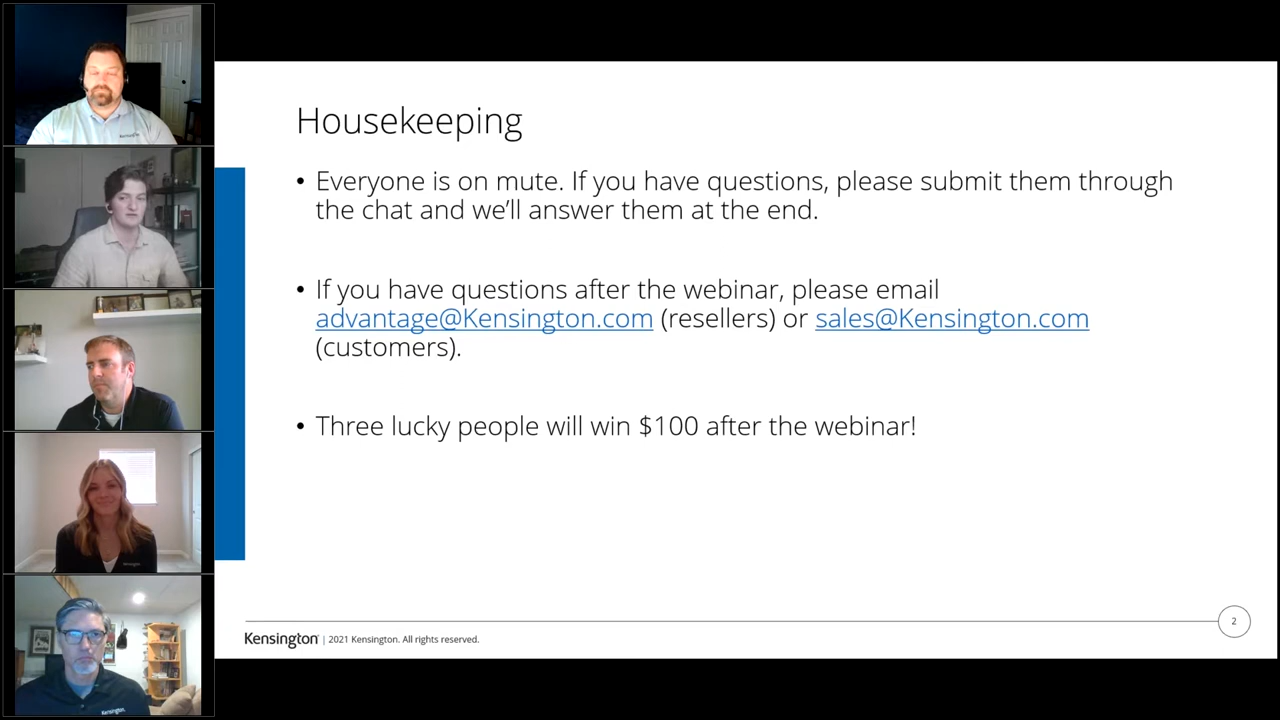 Housekeeping
• Everyone is on mute. If you have questions, please submit them through
the chat and we’ll answer them at the end.
• If you have questions after the webinar, please email
advantage@Kensington.com (resellers) or sales@Kensington.com
(customers).
• Three lucky people will win $100 after the webinar!
2
Kensington | 2021 Kensington. All rights reserved.
Kensington